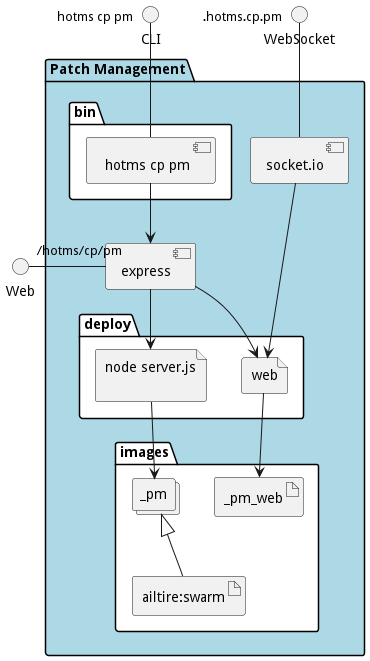 hotms cp pm
.hotms.cp.pm
CLI
WebSocket
Patch Management
bin
hotms cp pm
socket.io
/hotms/cp/pm
express
Web
deploy
node server.js
web
images
_pm
_pm_web
ailtire:swarm